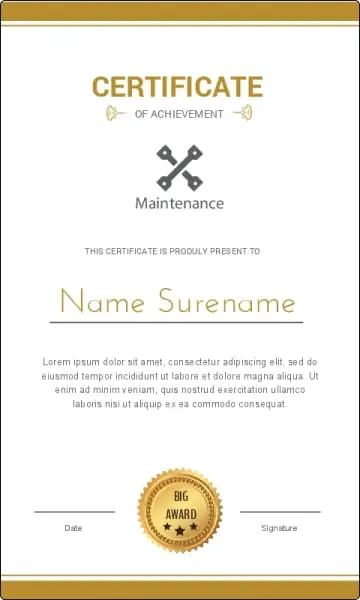 CERTIFICATE
OF ACHIEVEMENT
Maintenance
THIS CERTIFICATE IS PRODULY PRESENT TO
Name Surename
Lorem ipsum dolor sit amet, consectetur adipiscing elit, sed do
eiusmod tempor incididunt ut labore et dolore magna aliqua. Ut
enim ad minim veniam, quis nostrud exercitation ullamco
laboris nisi ut aliquip ex ea commodo consequat.
BIG
AWARD
Date
Signature